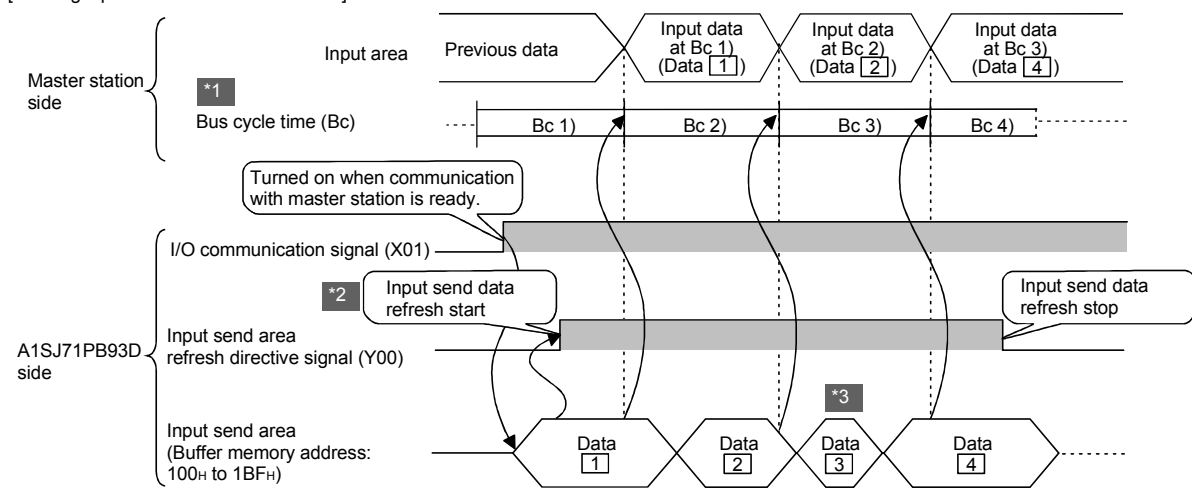 Input area
Previous data
Input data
at Bc 1)
(Data 1)
Input data
at Bc 2)
(Data 2)
Input data
at Bc 3)
(Data 4)
Master station
side
*1
Bus cycle time (Bc)
Bc 1)
Bc 2)
Bc 3)
Bc 4)
Turned on when communication
with master station is ready.
I/O communication signal (X01)
*2
Input send data
refresh start
Input send data
refresh stop
A1SJ71PB93D
side
Input send area
refresh directive signal (Y00)
*3
Input send area
(Buffer memory address:
100H to 1BFH)
Data
1
Data
2
Data
3
Data
4